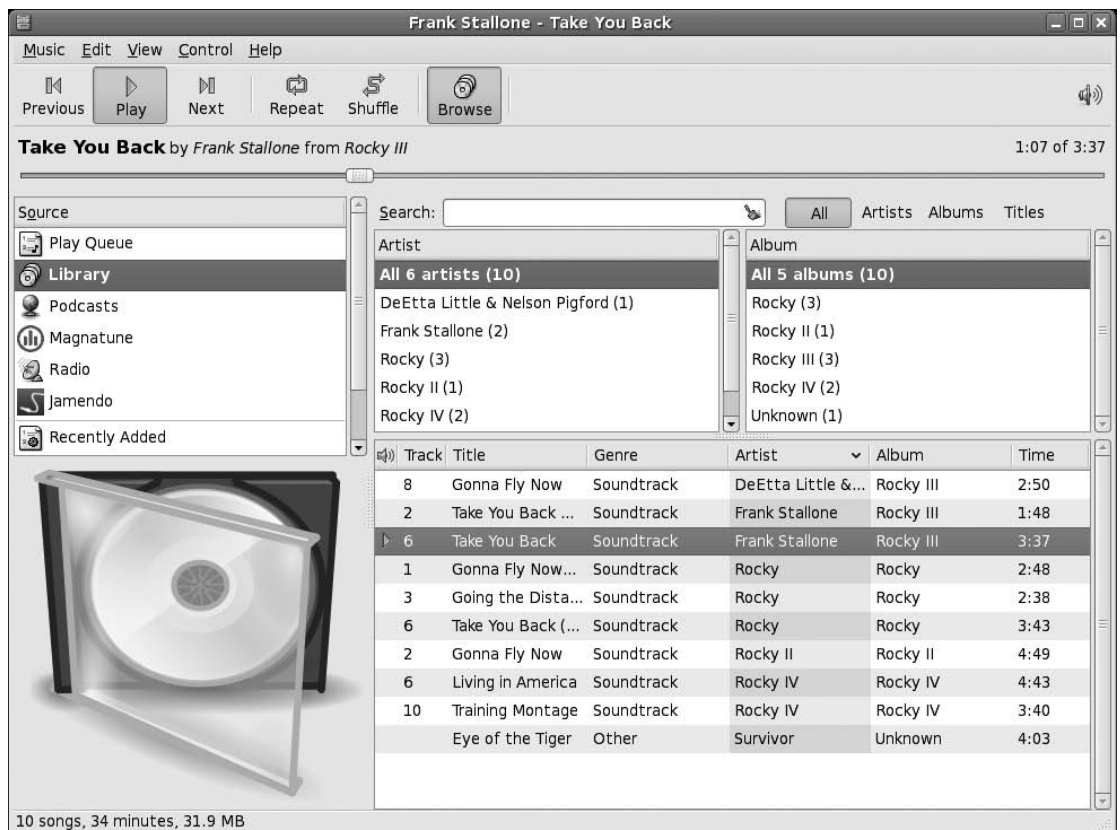 Frank Stallone - Take You Back
Music Edit View Control Help
Previous Play Next Repeat Shuffle Browse
Take You Back by Frank Stallone from Rocky III 1:07 of 3:37
Source
Play Queue
Library
Podcasts
Magnatune
Radio
Jamendo
Recently Added
Search: All Artists Albums Titles
Artist
All 6 artists (10)
DeEtta Little & Nelson Pigford (1)
Frank Stallone (2)
Rocky (3)
Rocky II (1)
Rocky IV (2)
Album
All 5 albums (10)
Rocky (3)
Rocky II (1)
Rocky III (3)
Rocky IV (2)
Unknown (1)
Track Title Genre Artist Album Time
8 Gonna Fly Now Soundtrack DeEtta Little &... Rocky III 2:50
2 Take You Back ... Soundtrack Frank Stallone Rocky III 1:48
6 Take You Back Soundtrack Frank Stallone Rocky III 3:37
1 Gonna Fly Now... Soundtrack Rocky Rocky 2:48
3 Going the Dista... Soundtrack Rocky Rocky 2:38
6 Take You Back (... Soundtrack Rocky Rocky 3:43
2 Gonna Fly Now Soundtrack Rocky II Rocky II 4:49
6 Living in America Soundtrack Rocky IV Rocky IV 4:43
10 Training Montage Soundtrack Rocky IV Rocky IV 3:40
Eye of the Tiger Other Survivor Unknown 4:03
10 songs, 34 minutes, 31.9 MB